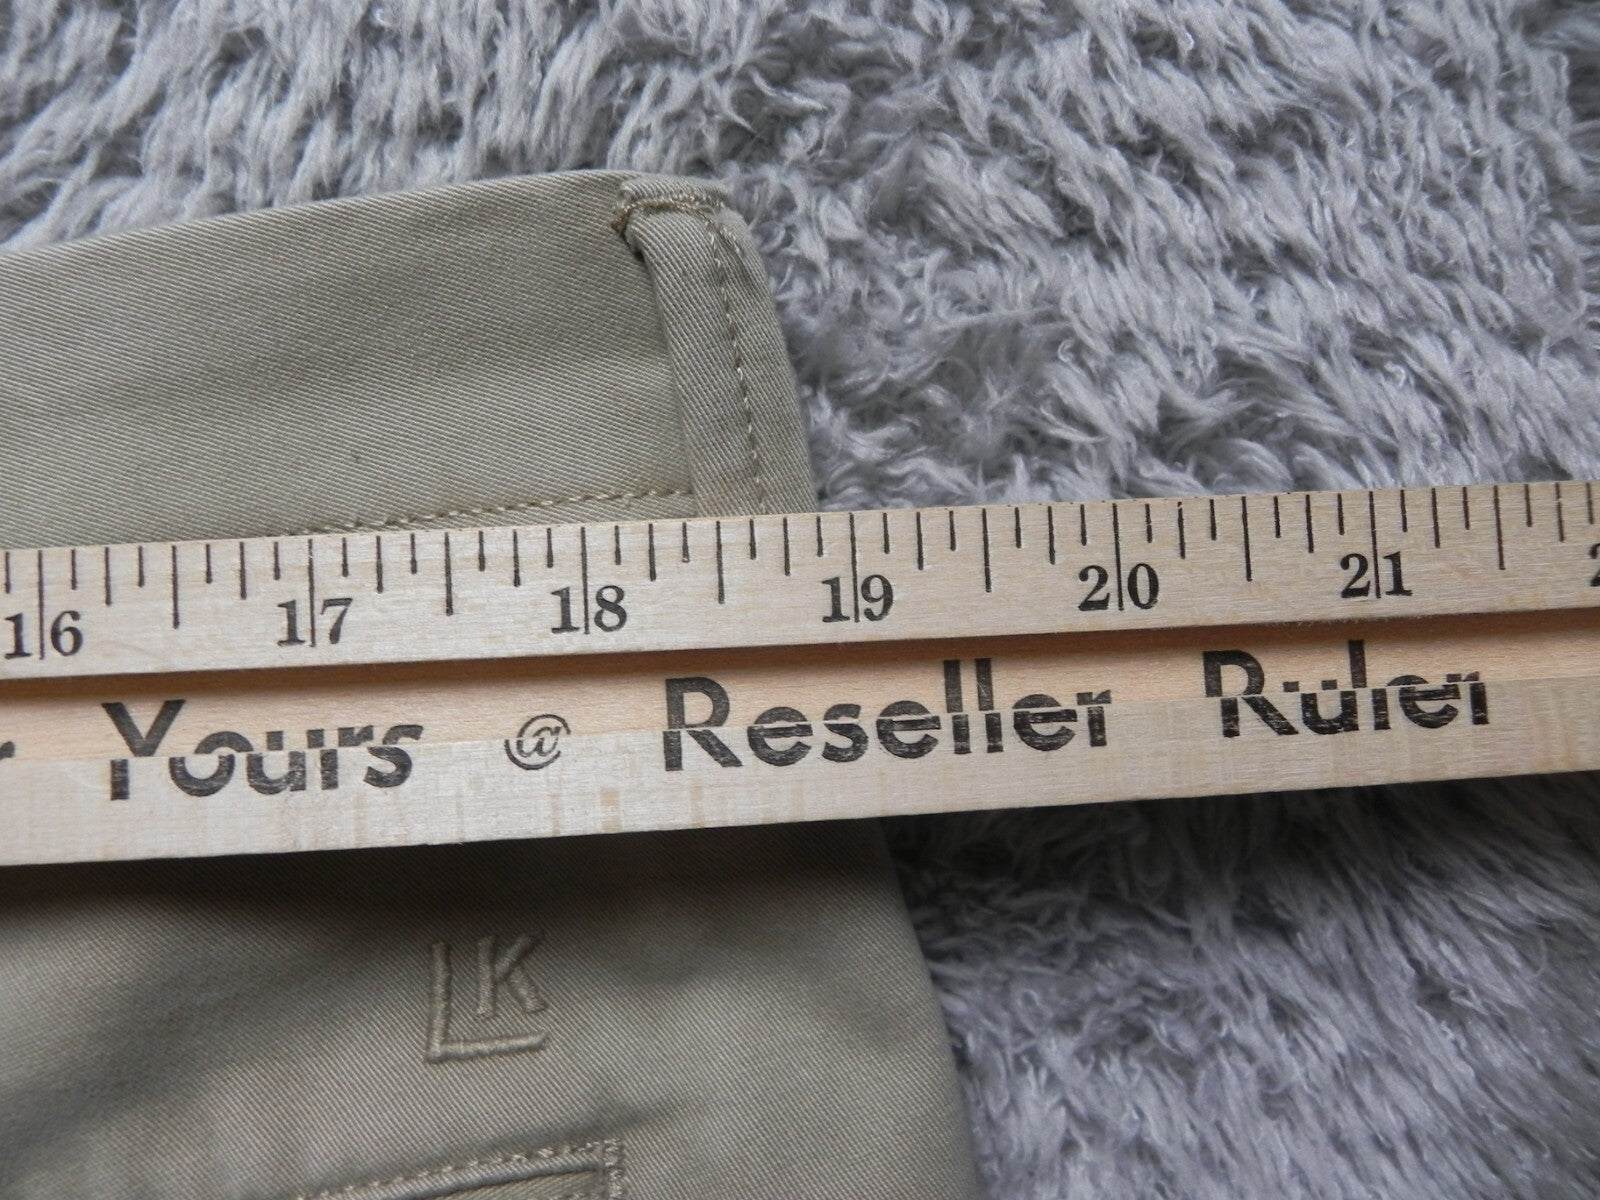 16 17 18 19 20 21
Yours @ Reseller Ruler
LK